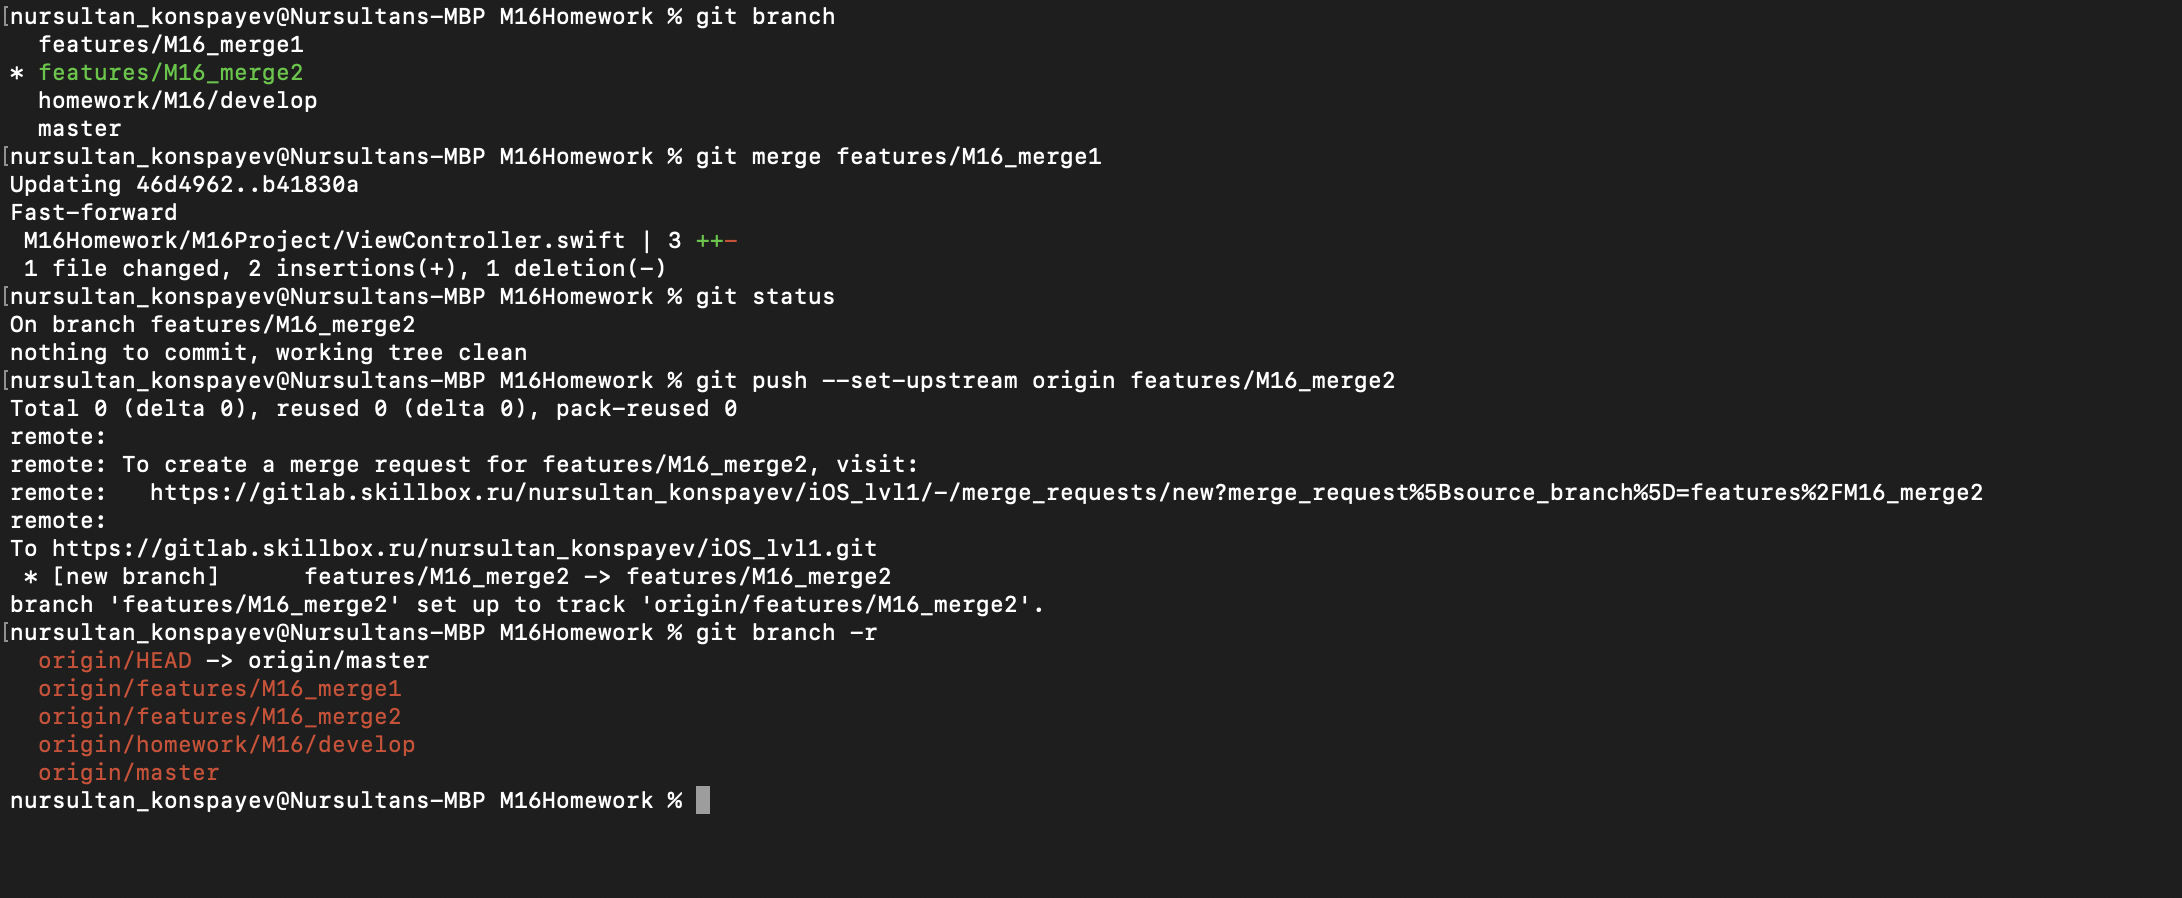 [nursultan_konspayev@Nursultans-MBP M16Homework % git branch
  features/M16_merge1
* features/M16_merge2
  homework/M16/develop
  master
[nursultan_konspayev@Nursultans-MBP M16Homework % git merge features/M16_merge1
Updating 46d4962..b41830a
Fast-forward
 M16Homework/M16Project/ViewController.swift | 3 ++-
 1 file changed, 2 insertions(+), 1 deletion(-)
[nursultan_konspayev@Nursultans-MBP M16Homework % git status
On branch features/M16_merge2
nothing to commit, working tree clean
[nursultan_konspayev@Nursultans-MBP M16Homework % git push --set-upstream origin features/M16_merge2
Total 0 (delta 0), reused 0 (delta 0), pack-reused 0
remote:
remote: To create a merge request for features/M16_merge2, visit:
remote:   https://gitlab.skillbox.ru/nursultan_konspayev/iOS_lvl1/-/merge_requests/new?merge_request%5Bsource_branch%5D=features%2FM16_merge2
remote:
To https://gitlab.skillbox.ru/nursultan_konspayev/iOS_lvl1.git
 * [new branch]      features/M16_merge2 -> features/M16_merge2
branch 'features/M16_merge2' set up to track 'origin/features/M16_merge2'.
[nursultan_konspayev@Nursultans-MBP M16Homework % git branch -r
  origin/HEAD -> origin/master
  origin/features/M16_merge1
  origin/features/M16_merge2
  origin/homework/M16/develop
  origin/master
nursultan_konspayev@Nursultans-MBP M16Homework %